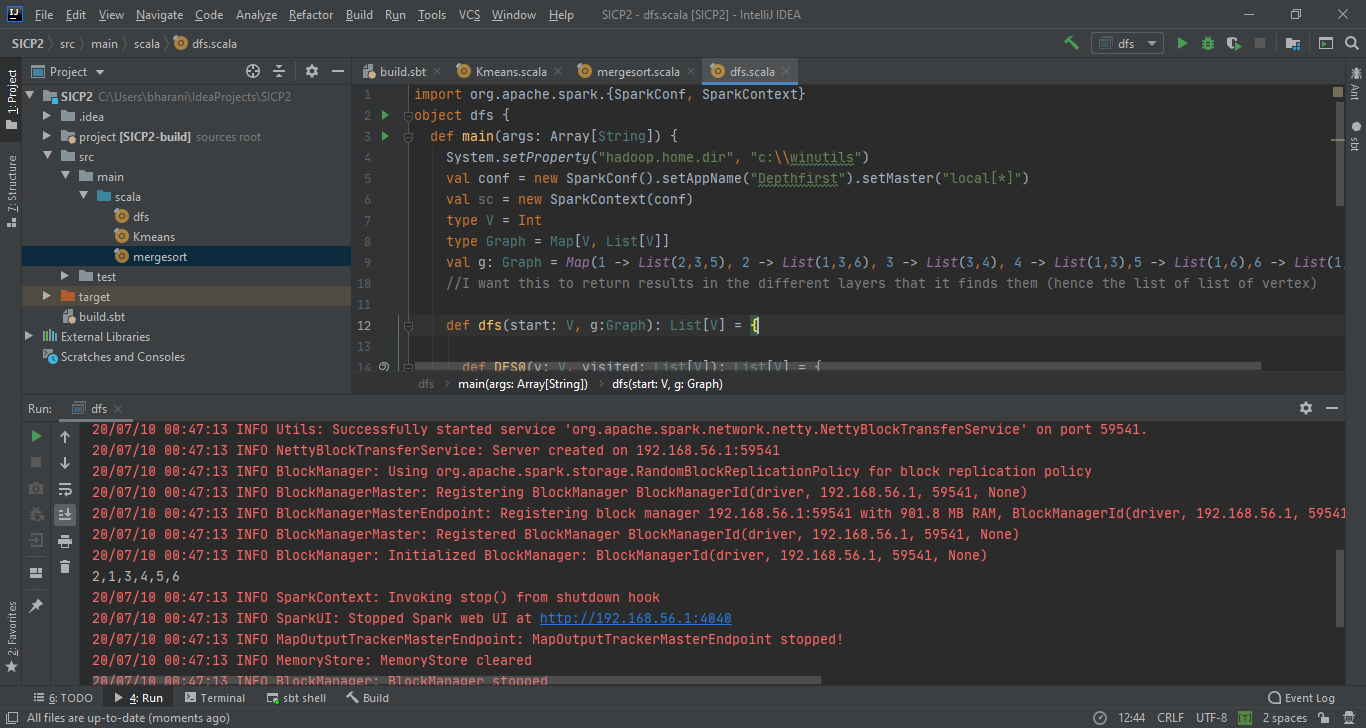 File Edit View Navigate Code Analyze Refactor Build Run Tools VCS Window Help SICP2 - dfs.scala [SICP2] - IntelliJ IDEA
SICP2 src main scala dfs.scala
dfs
Project
build.sbt Kmeans.scala mergesort.scala dfs.scala
1: Project
7: Structure
2: Favorites
Ant
sbt
SICP2 C:\Users\bharani\IdeaProjects\SICP2
.idea
project [SICP2-build] sources root
src
main
scala
dfs
Kmeans
mergesort
test
target
build.sbt
External Libraries
Scratches and Consoles
1 import org.apache.spark.{SparkConf, SparkContext}
2 object dfs {
3 def main(args: Array[String]) {
4 System.setProperty("hadoop.home.dir", "c:\\winutils")
5 val conf = new SparkConf().setAppName("Depthfirst").setMaster("local[*]")
6 val sc = new SparkContext(conf)
7 type V = Int
8 type Graph = Map[V, List[V]]
9 val g: Graph = Map(1 -> List(2,3,5), 2 -> List(1,3,6), 3 -> List(3,4), 4 -> List(1,3),5 -> List(1,6),6 -> List(1,
10 //I want this to return results in the different layers that it finds them (hence the list of list of vertex)
11
12 def dfs(start: V, g:Graph): List[V] = {
13
14 def DFS0(v: V, visited: List[V]): List[V] = {
dfs main(args: Array[String]) dfs(start: V, g: Graph)
Run: dfs
20/07/10 00:47:13 INFO Utils: Successfully started service 'org.apache.spark.network.netty.NettyBlockTransferService' on port 59541.
20/07/10 00:47:13 INFO NettyBlockTransferService: Server created on 192.168.56.1:59541
20/07/10 00:47:13 INFO BlockManager: Using org.apache.spark.storage.RandomBlockReplicationPolicy for block replication policy
20/07/10 00:47:13 INFO BlockManagerMaster: Registering BlockManager BlockManagerId(driver, 192.168.56.1, 59541, None)
20/07/10 00:47:13 INFO BlockManagerMasterEndpoint: Registering block manager 192.168.56.1:59541 with 901.8 MB RAM, BlockManagerId(driver, 192.168.56.1, 59541
20/07/10 00:47:13 INFO BlockManagerMaster: Registered BlockManager BlockManagerId(driver, 192.168.56.1, 59541, None)
20/07/10 00:47:13 INFO BlockManager: Initialized BlockManager: BlockManagerId(driver, 192.168.56.1, 59541, None)
2,1,3,4,5,6
20/07/10 00:47:13 INFO SparkContext: Invoking stop() from shutdown hook
20/07/10 00:47:13 INFO SparkUI: Stopped Spark web UI at http://192.168.56.1:4040
20/07/10 00:47:13 INFO MapOutputTrackerMasterEndpoint: MapOutputTrackerMasterEndpoint stopped!
20/07/10 00:47:13 INFO MemoryStore: MemoryStore cleared
20/07/10 00:47:13 INFO BlockManager: BlockManager stopped
6: TODO 4: Run Terminal sbt shell Build Event Log
All files are up-to-date (moments ago) 12:44 CRLF UTF-8 2 spaces